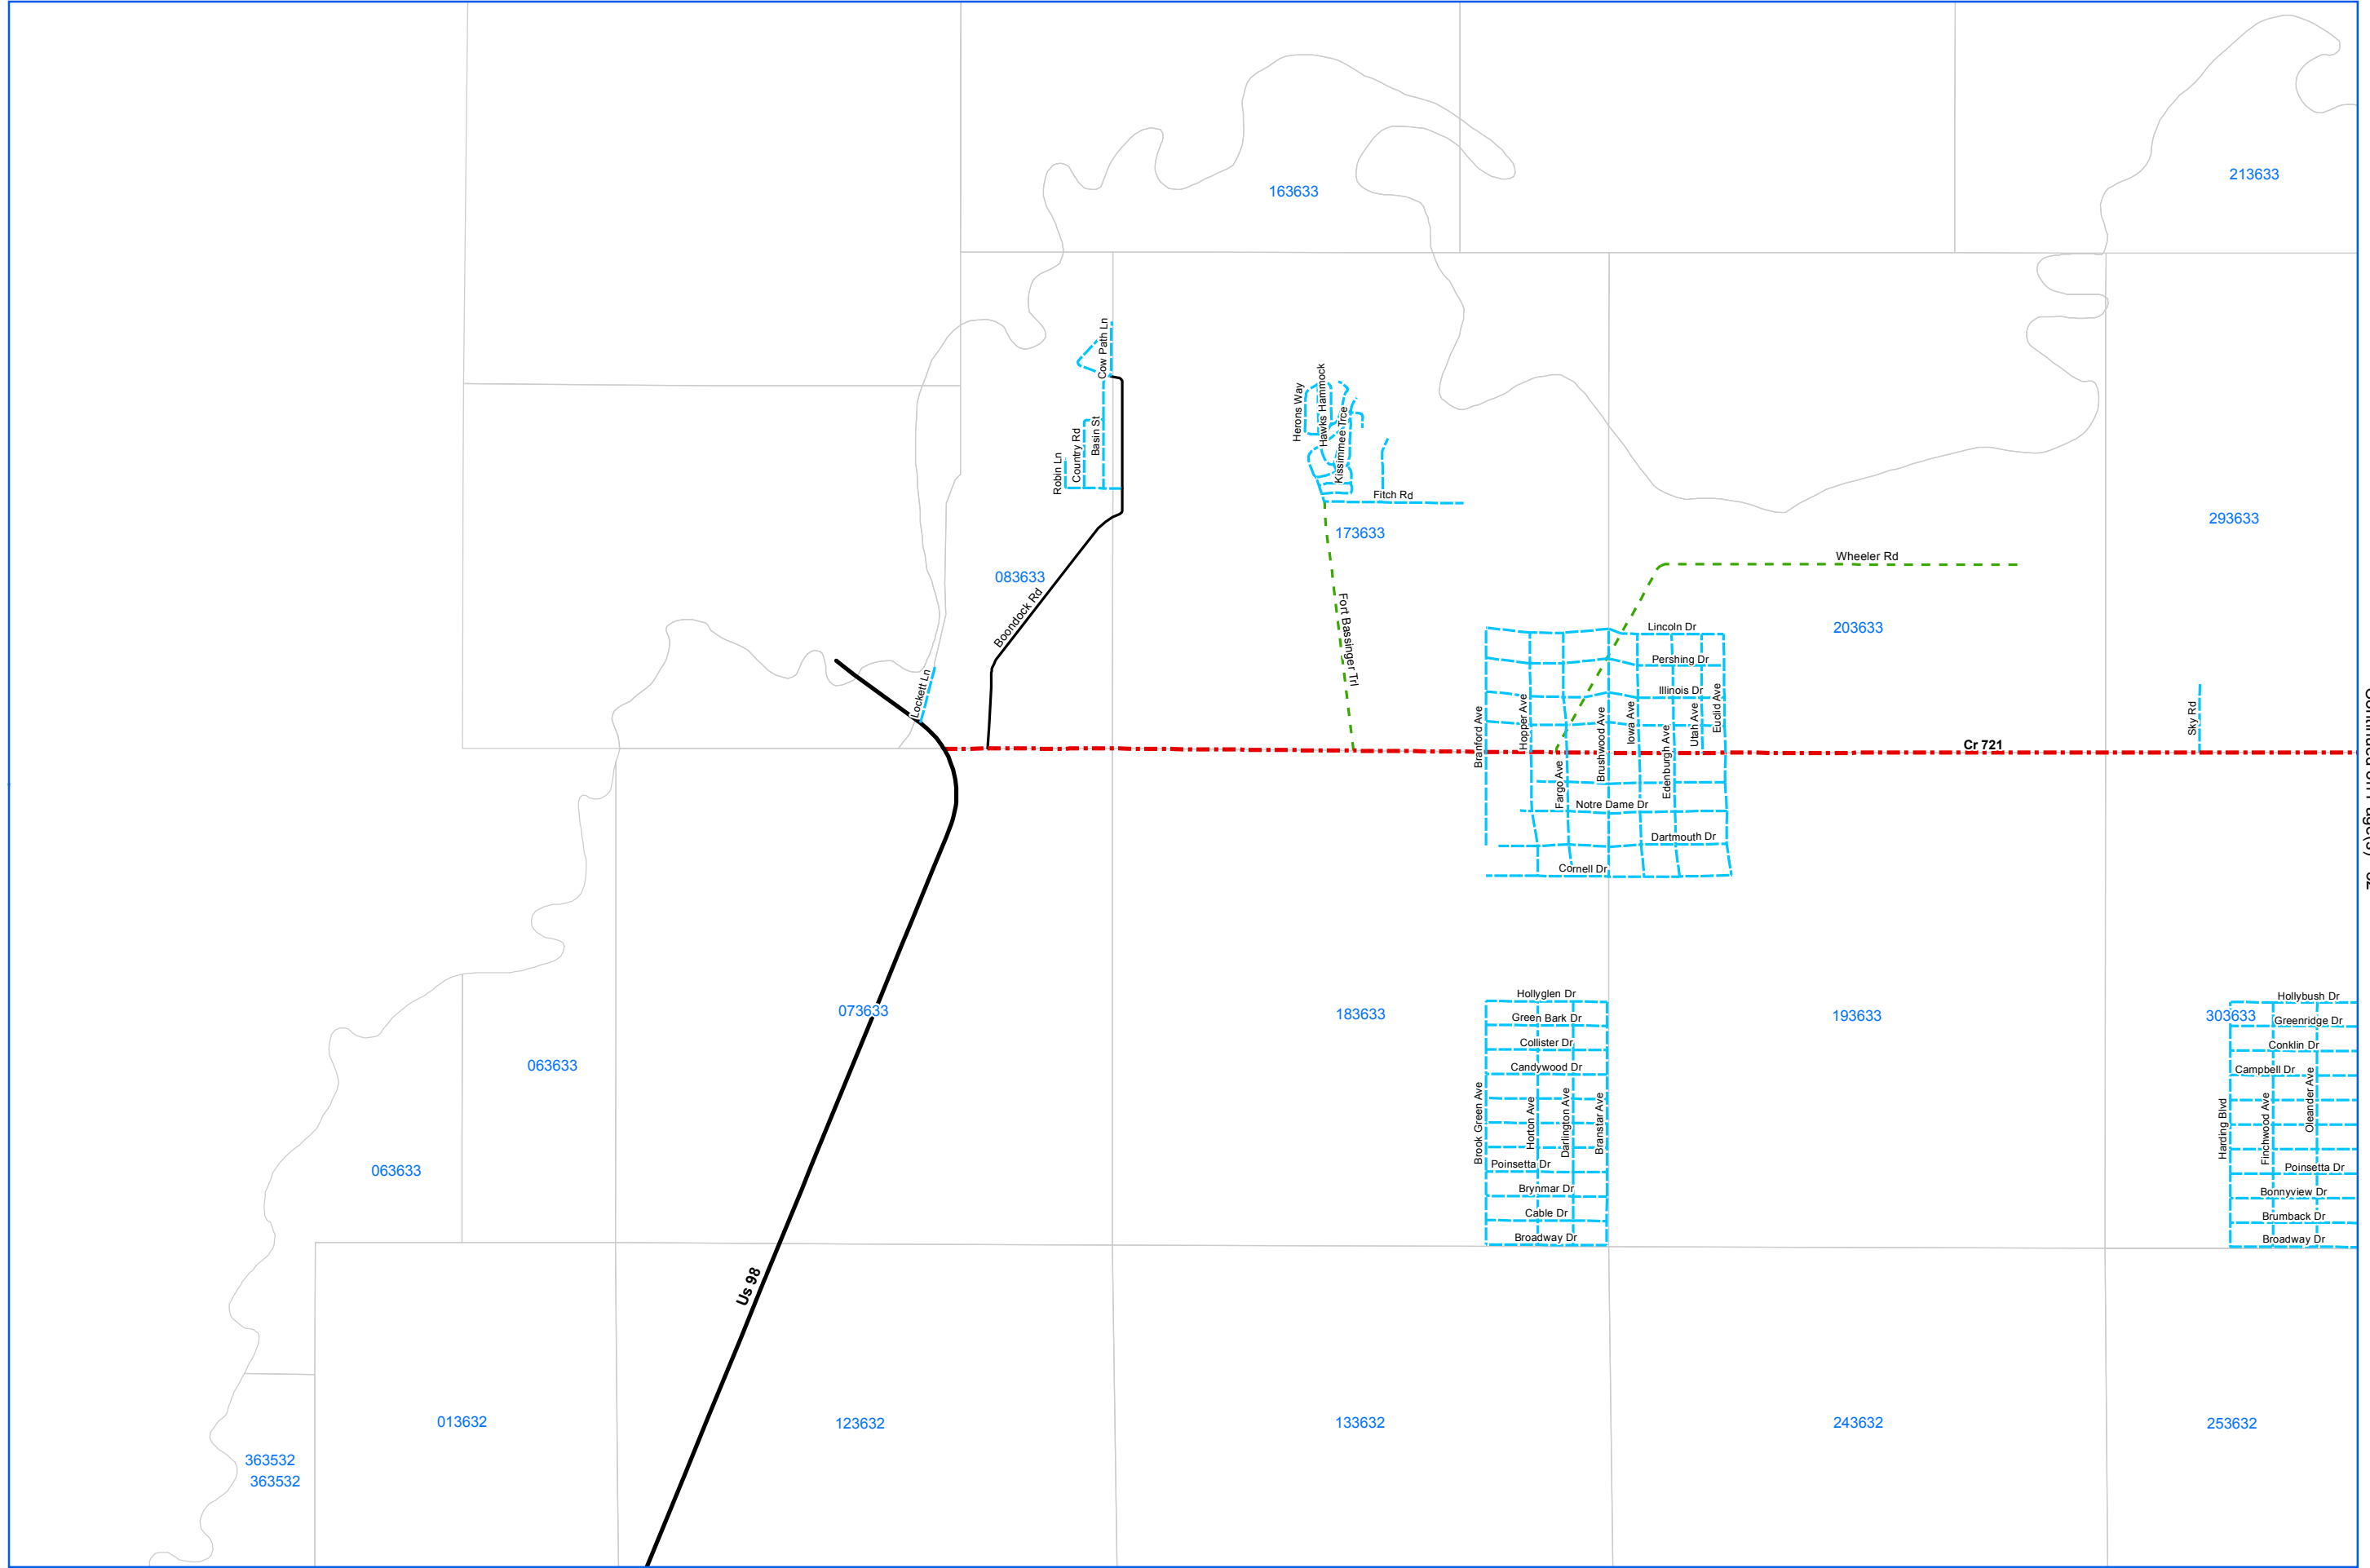 213633
163633
Cow Path Ln
Herons Way
Hawks Hammock
Kissimmee Trce
Basin St
Country Rd
Robin Ln
Fitch Rd
173633
293633
Wheeler Rd
083633
Boondock Rd
Fort Bassinger Trl
Lincoln Dr
203633
Pershing Dr
Illinois Dr
Lockett Ln
Branford Ave
Hopper Ave
Fargo Ave
Brushwood Ave
Iowa Ave
Edenburgh Ave
Utah Ave
Euclid Ave
Sky Rd
Cr 721
Notre Dame Dr
Dartmouth Dr
Cornell Dr
Hollyglen Dr
Green Bark Dr
Collister Dr
Candywood Dr
Brook Green Ave
Horton Ave
Darlington Ave
Branstar Ave
Poinsetta Dr
Brynmar Dr
Cable Dr
Broadway Dr
073633
183633
193633
303633
Hollybush Dr
Greenridge Dr
Conklin Dr
Campbell Dr
Harding Blvd
Finchwood Ave
Oleander Ave
Poinsetta Dr
Bonnyview Dr
Brumback Dr
Broadway Dr
063633
063633
Us 98
013632
123632
133632
243632
253632
363532
363532